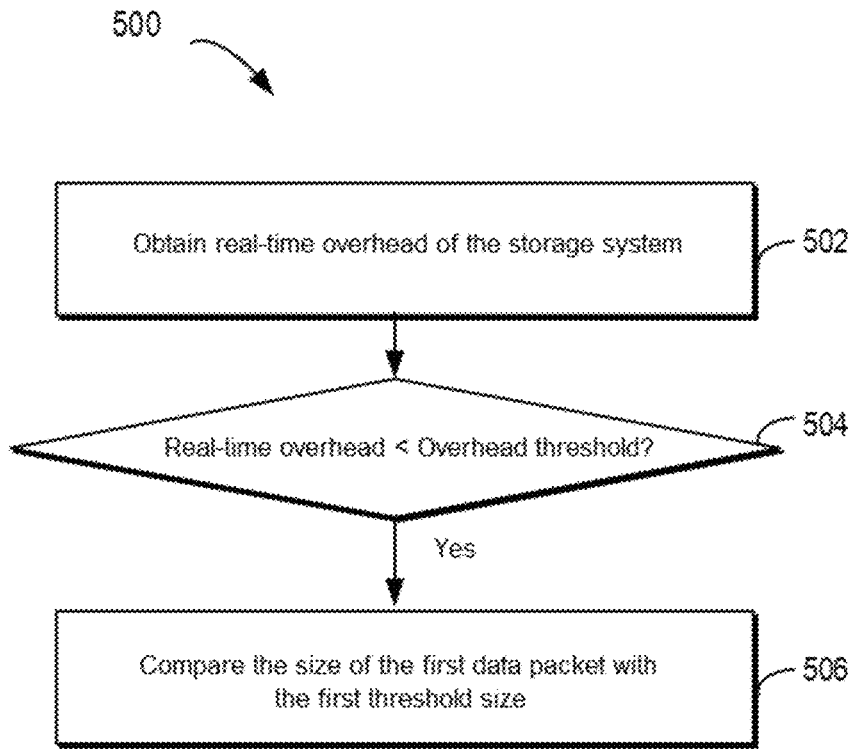 500
Obtain real-time overhead of the storage system
502
Real-time overhead < Overhead threshold?
504
Yes
Compare the size of the first data packet with
the first threshold size
506